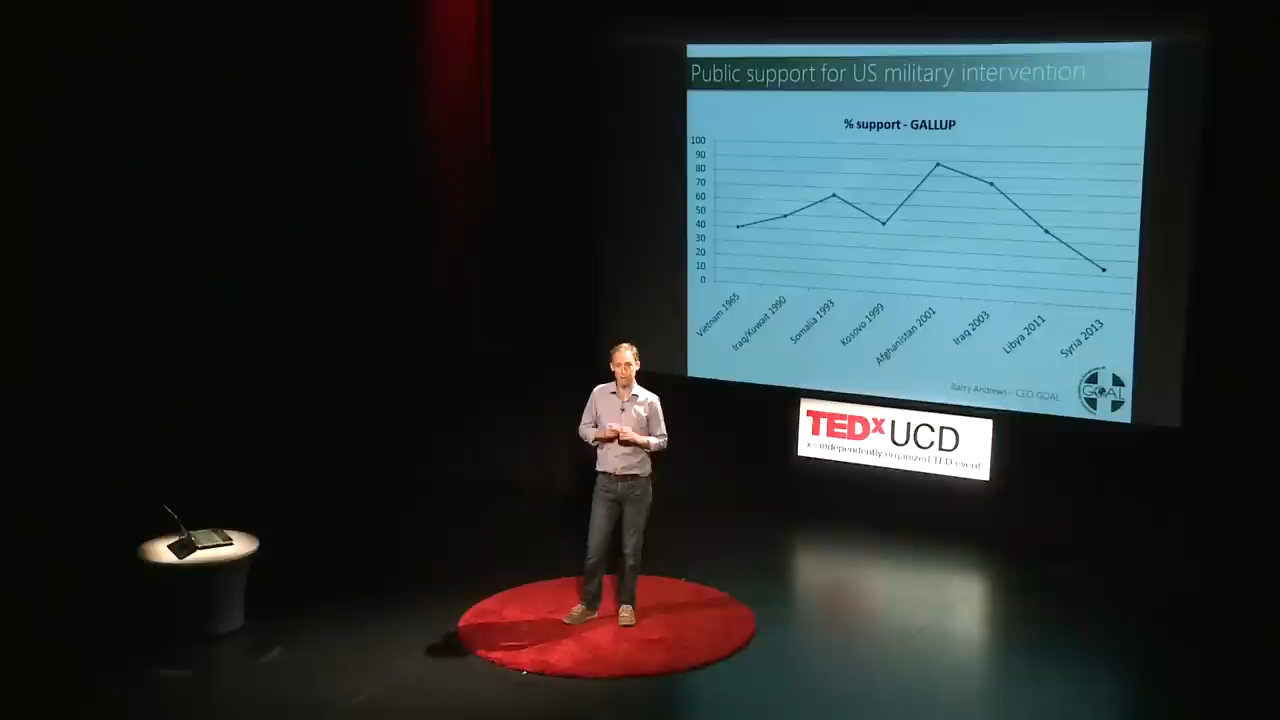 Public support for US military intervention
% support - GALLUP
100
90
80
70
60
50
40
30
20
10
0
Vietnam 1965
Iraq/Kuwait 1990
Somalia 1993
Kosovo 1999
Afghanistan 2001
Iraq 2003
Libya 2011
Syria 2013
Barry Andrews – CEO GOAL
GOAL
TEDx UCD
x = independently organized TED event